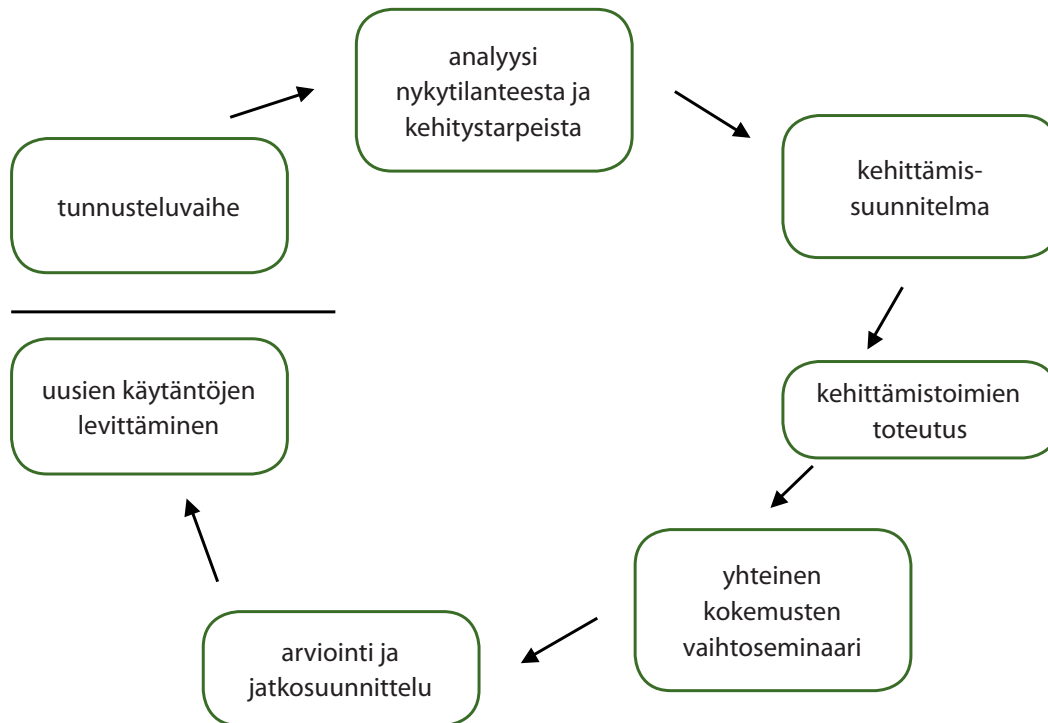 tunnusteluvaihe
analyysi
nykytilanteesta ja
kehitystarpeista
kehittämis-
suunnitelma
kehittämistoimien
toteutus
yhteinen
kokemusten
vaihtoseminaari
arviointi ja
jatkosuunnittelu
uusien käytäntöjen
levittäminen